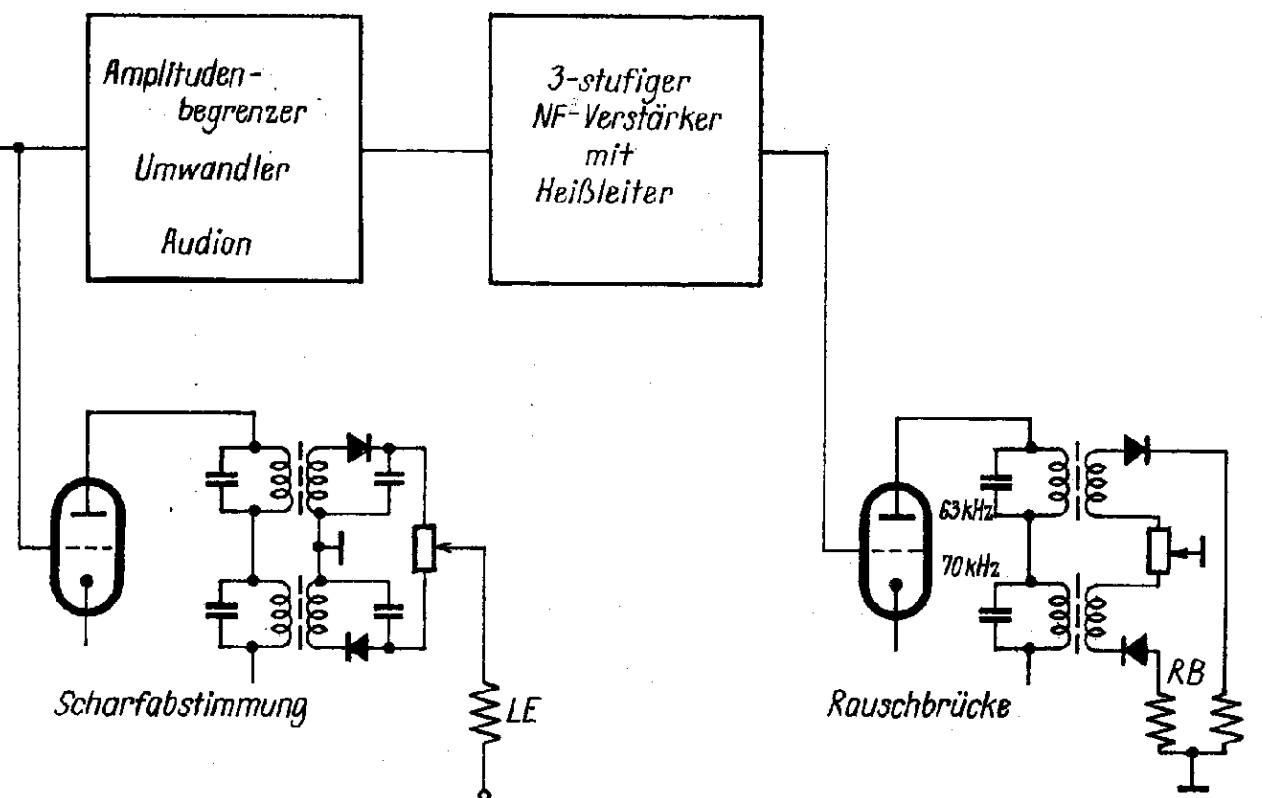 Amplituden-
begrenzer
Umwandler
Audion
3-stufiger
NF-Verstärker
mit
Heißleiter
63kHz
70kHz
Scharfabstimmung
LE
Rauschbrücke
RB